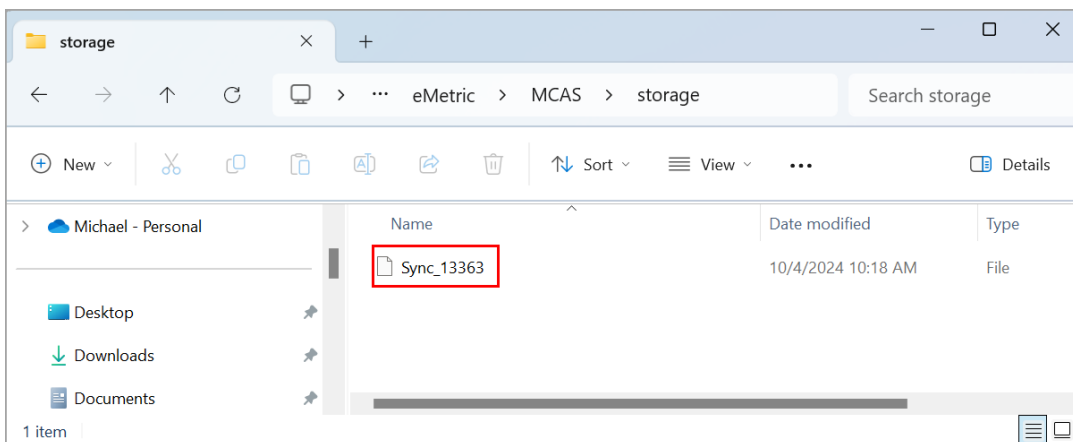 storage
eMetric > MCAS > storage
Search storage
New
Sort
View
Details
Michael - Personal
Name
Date modified
Type
Sync_13363
10/4/2024 10:18 AM
File
Desktop
Downloads
Documents
1 item